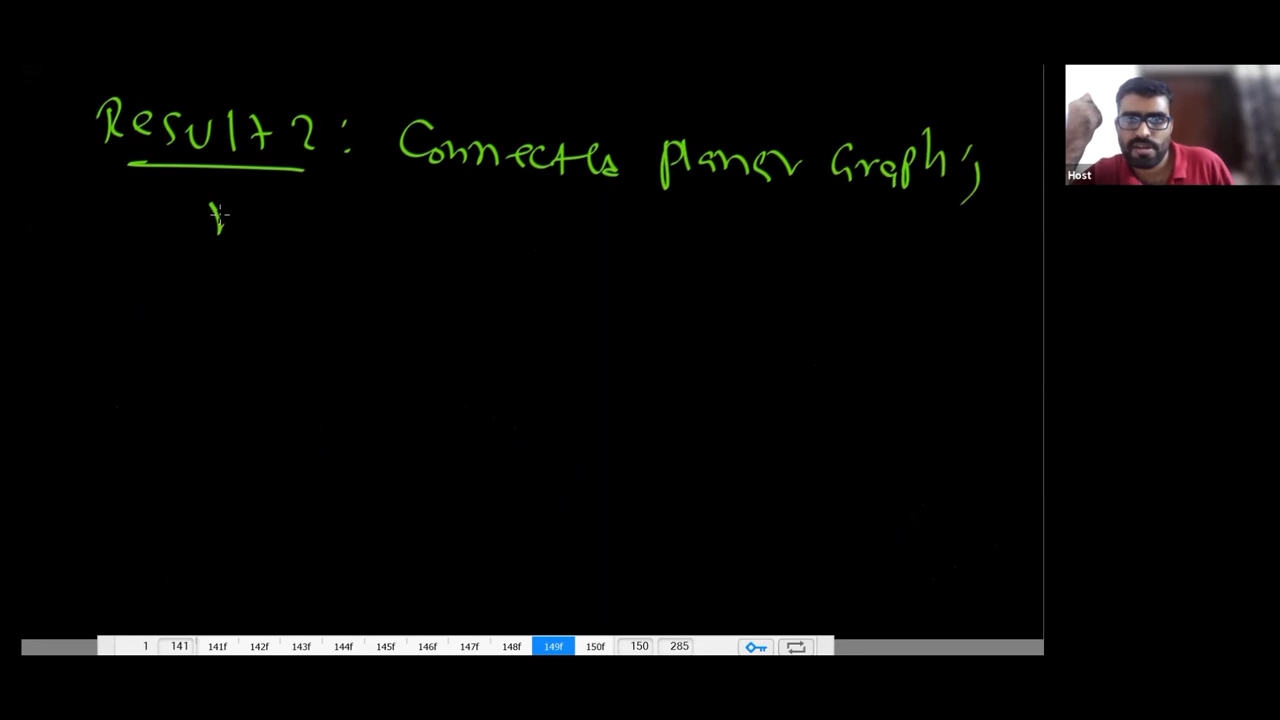 Result 2: Connected planar Graph;
Host
1 141 141f 142f 143f 144f 145f 146f 147f 148f 149f 150f 150 285